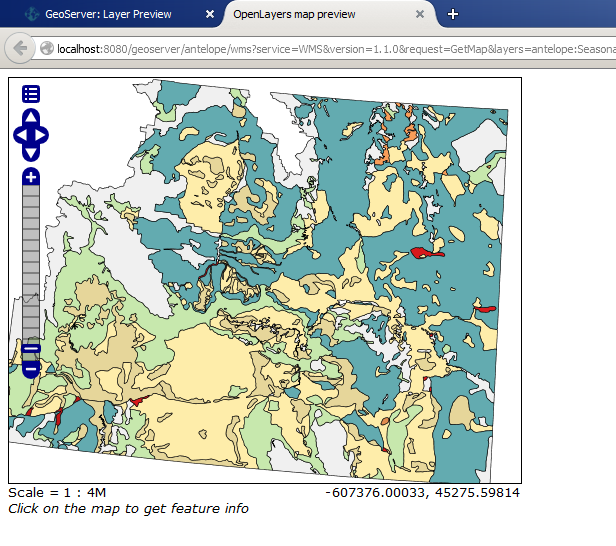 GeoServer: Layer Preview
OpenLayers map preview
localhost:8080/geoserver/antelope/wms?service=WMS&version=1.1.0&request=GetMap&layers=antelope:Seasona
Scale = 1 : 4M
-607376.00033, 45275.59814
Click on the map to get feature info